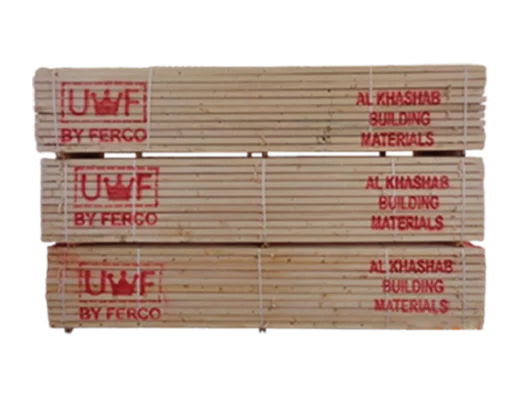 UWF
BY FERCO
AL KHASHAB
BUILDING
MATERIALS
UWF
BY FERCO
AL KHASHAB
BUILDING
MATERIALS
UWF
BY FERCO
AL KHASHAB
BUILDING
MATERIALS